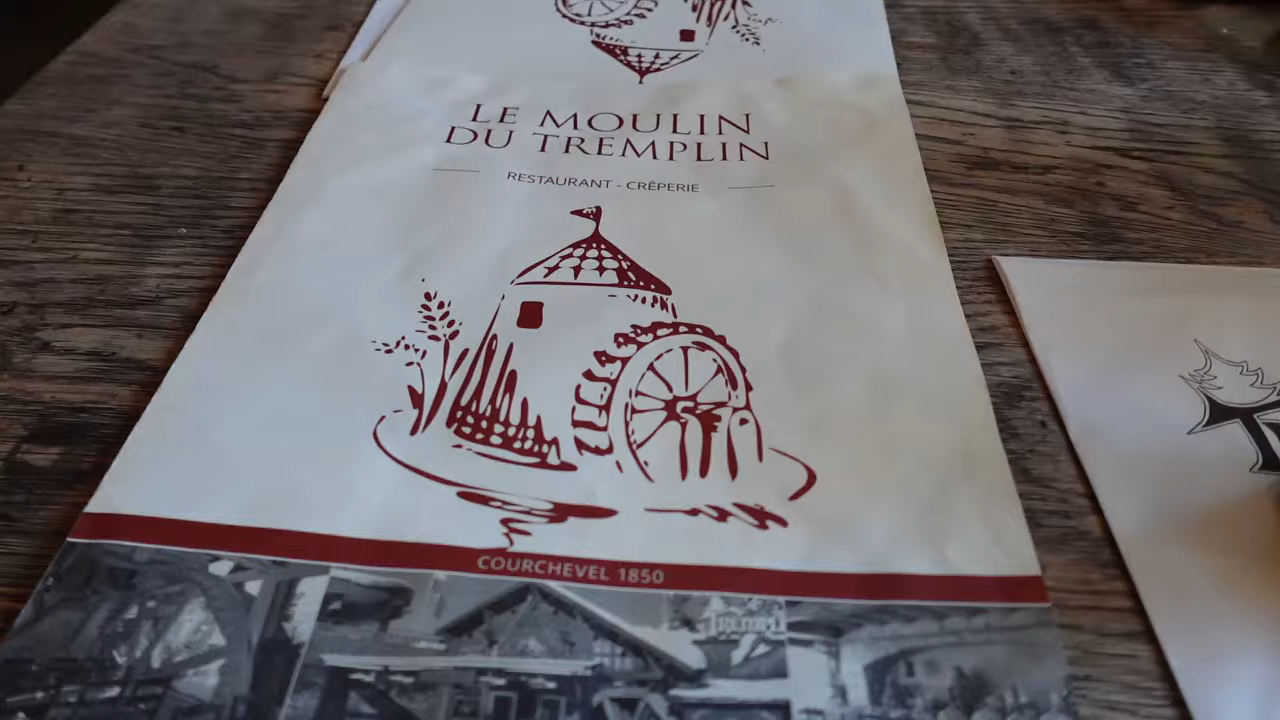 LE MOULIN
DU TREMPLIN
RESTAURANT - CRÊPERIE
COURCHEVEL 1850